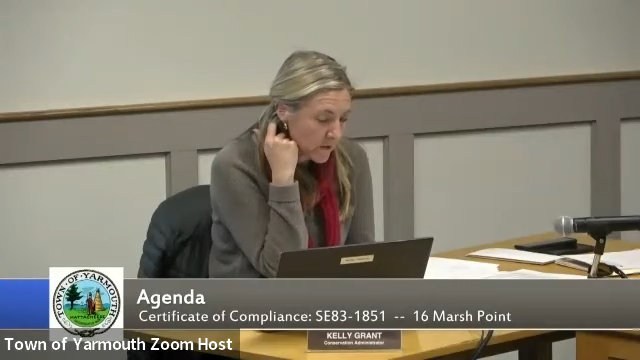 Agenda
Certificate of Compliance: SE83-1851 -- 16 Marsh Point
TOWN OF YARMOUTH
MATTACHEESE
KELLY GRANT
Conservation Administrator
Town of Yarmouth Zoom Host